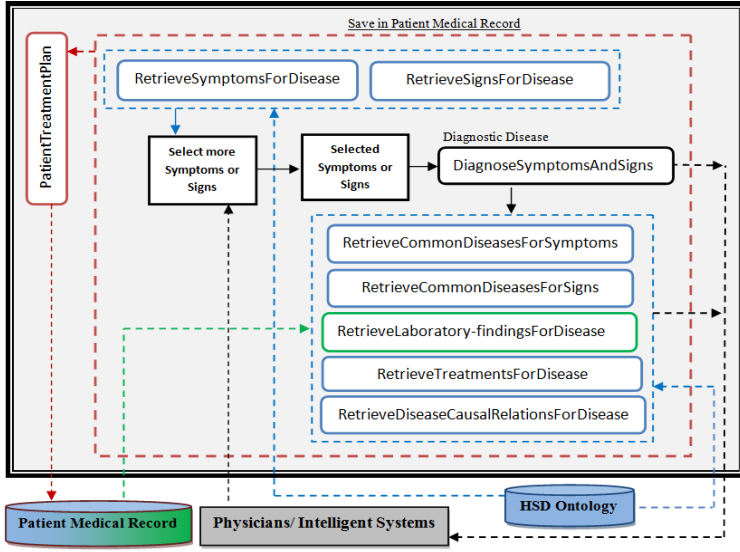 Save in Patient Medical Record
PatientTreatmentPlan
RetrieveSymptomsForDisease
RetrieveSignsForDisease
Select more
Symptoms or
Signs
Selected
Symptoms or
Signs
Diagnostic Disease
DiagnoseSymptomsAndSigns
RetrieveCommonDiseasesForSymptoms
RetrieveCommonDiseasesForSigns
RetrieveLaboratory-findingsForDisease
RetrieveTreatmentsForDisease
RetrieveDiseaseCausalRelationsForDisease
Patient Medical Record
Physicians/ Intelligent Systems
HSD Ontology